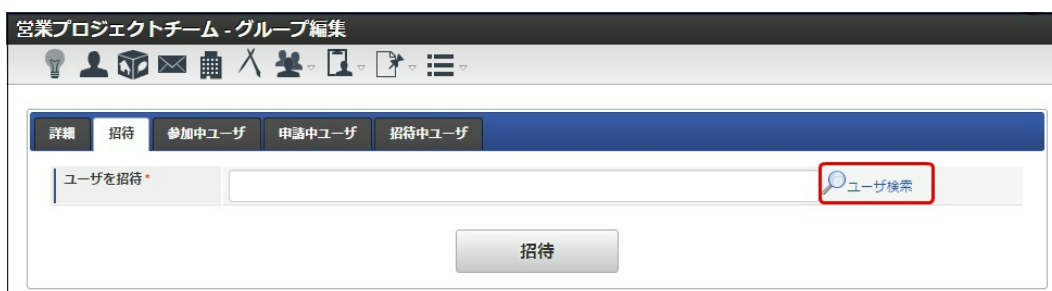 営業プロジェクトチーム - グループ編集
詳細 招待 参加中ユーザ 申請中ユーザ 招待中ユーザ
ユーザを招待* ユーザ検索
招待